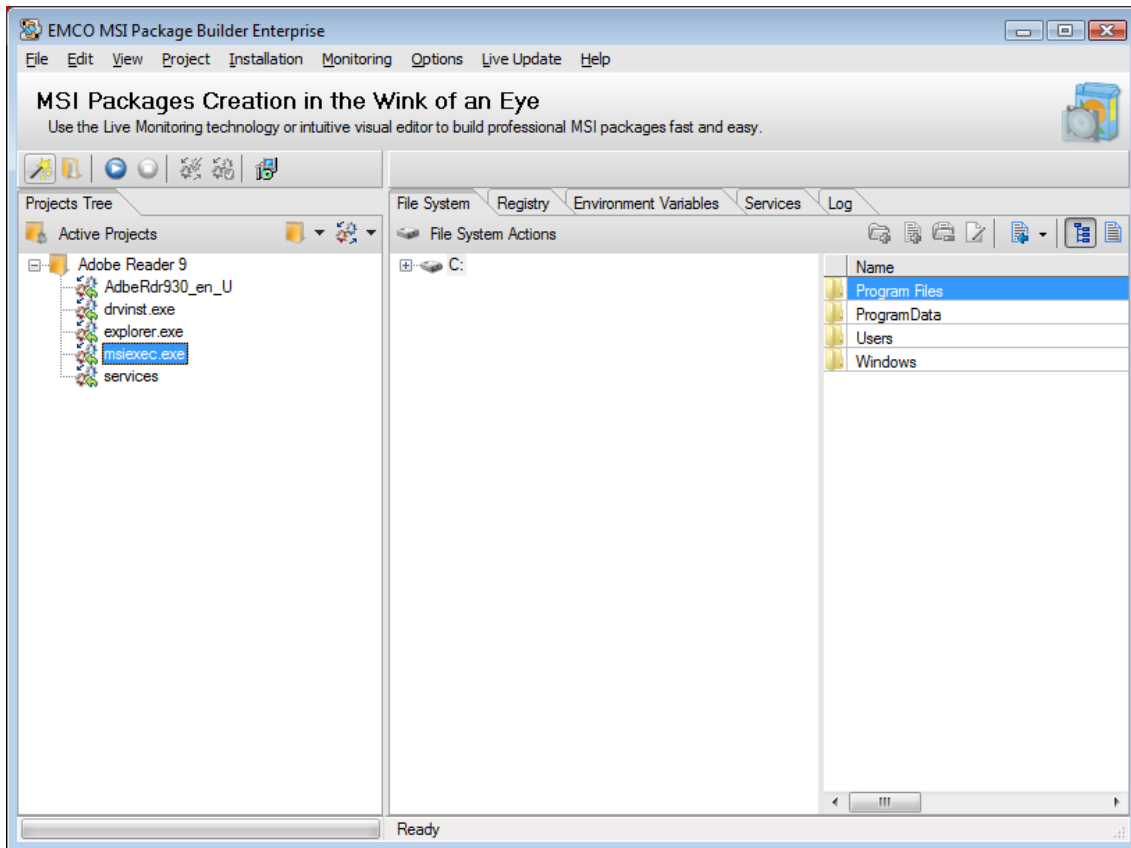 EMCO MSI Package Builder Enterprise
File Edit View Project Installation Monitoring Options Live Update Help
MSI Packages Creation in the Wink of an Eye
Use the Live Monitoring technology or intuitive visual editor to build professional MSI packages fast and easy.
Projects Tree
File System Registry Environment Variables Services Log
Active Projects
File System Actions
Adobe Reader 9
AdbeRdr930_en_U
drvinst.exe
explorer.exe
msiexec.exe
services
C:
Name
Program Files
ProgramData
Users
Windows
Ready